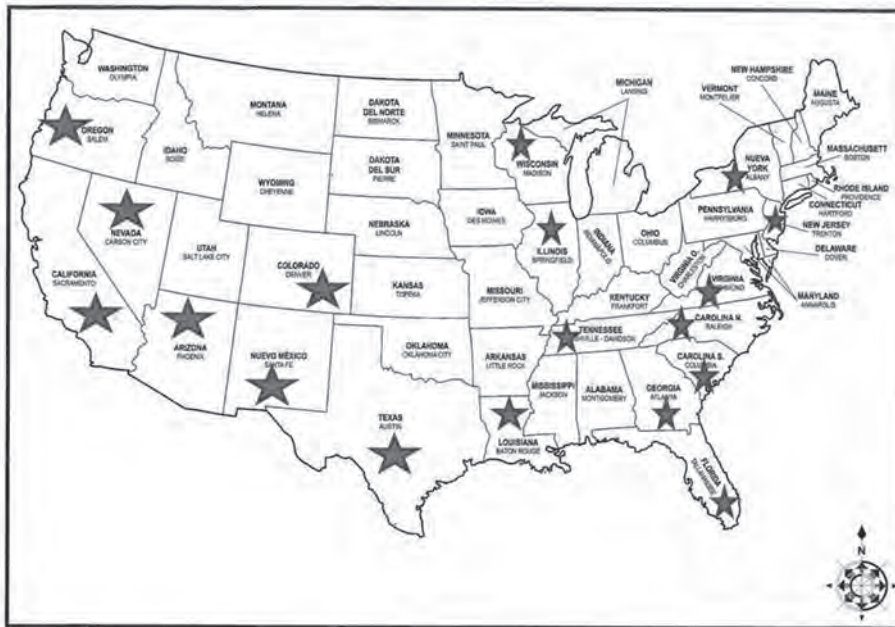 WASHINGTON
OLYMPIA
OREGON
SALEM
IDAHO
BOISE
MONTANA
HELENA
DAKOTA
DEL NORTE
BISMARCK
DAKOTA
DEL SUR
PIERRE
MINNESOTA
SAINT PAUL
WISCONSIN
MADISON
MICHIGAN
LANSING
NEW HAMPSHIRE
CONCORD
VERMONT
MONTPELIER
MAINE
AUGUSTA
MASSACHUSETT
BOSTON
NUEVA
YORK
ALBANY
RHODE ISLAND
PROVIDENCE
CONNECTICUT
HARTFORD
NEW JERSEY
TRENTON
DELAWARE
DOVER
MARYLAND
ANNAPOLIS
PENNSYLVANIA
HARRYSBURG
WYOMING
CHEYENNE
NEBRASKA
LINCOLN
IOWA
DES MOINES
ILLINOIS
SPRINGFIELD
INDIANA
INDIANAPOLIS
OHIO
COLUMBUS
VIRGINIA O.
CHARLESTON
VIRGINIA
NEVADA
CARSON CITY
UTAH
SALT LAKE CITY
COLORADO
DENVER
KANSAS
TOPEKA
MISSOURI
JEFFERSON CITY
KENTUCKY
FRANKFORT
CALIFORNIA
SACRAMENTO
ARIZONA
PHOENIX
NUEVO MÉXICO
SANTA FE
OKLAHOMA
OKLAHOMA CITY
ARKANSAS
LITTLE ROCK
TENNESSEE
- DAVIDSON
CAROLINA N.
RALEIGH
CAROLINA S.
COLUMBIA
MISSISSIPPI
JACKSON
ALABAMA
MONTGOMERY
GEORGIA
ATLANTA
TEXAS
AUSTIN
LOUISIANA
BATON ROUGE
FLORIDA
TALLAHASSEE
N